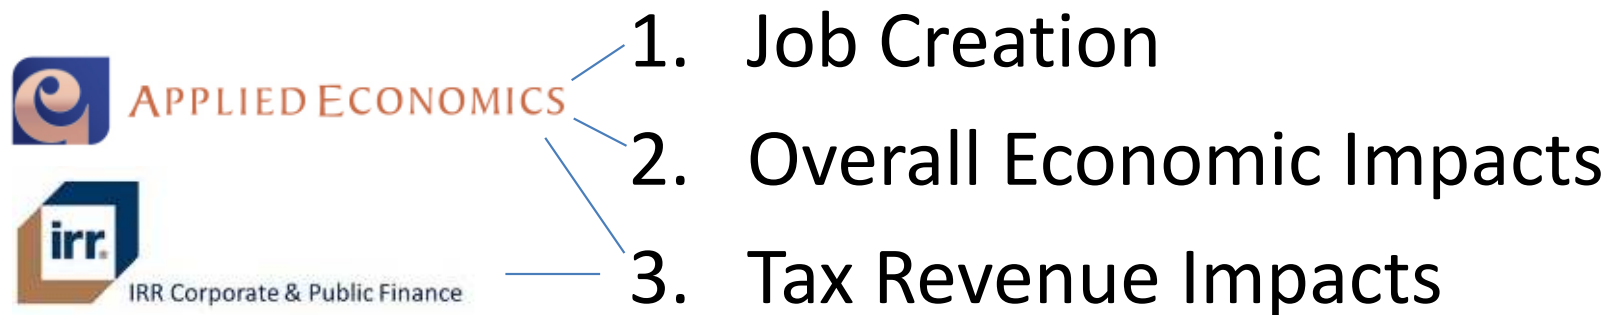 1. Job Creation
APPLIED ECONOMICS
2. Overall Economic Impacts
irr.
IRR Corporate & Public Finance
3. Tax Revenue Impacts